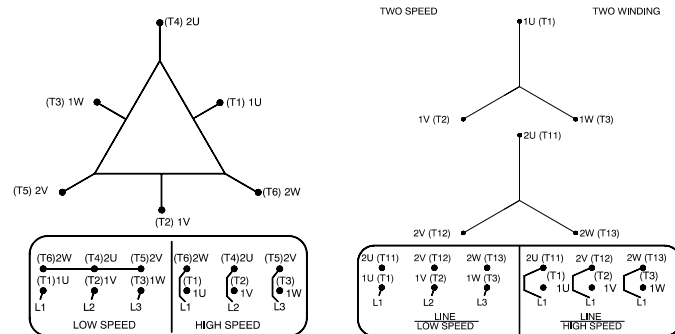 (T4) 2U
(T3) 1W
(T1) 1U
(T5) 2V
(T6) 2W
(T2) 1V
(T6)2W (T4)2U (T5)2V
(T1)1U (T2)1V (T3)1W
L1 L2 L3
LOW SPEED
(T6)2W (T4)2U (T5)2V
(T1) (T2) (T3)
1U 1V 1W
L1 L2 L3
HIGH SPEED
TWO SPEED TWO WINDING
1U (T1)
1V (T2) 1W (T3)
2U (T11)
2V (T12) 2W (T13)
2U (T11) 2V (T12) 2W (T13)
1U (T1) 1V (T2) 1W (T3)
L1 L2 L3
LINE
LOW SPEED
2U (T11) 2V (T12) 2W (T13)
(T1) (T2) (T3)
1U 1V 1W
L1 L1 L1
LINE
HIGH SPEED